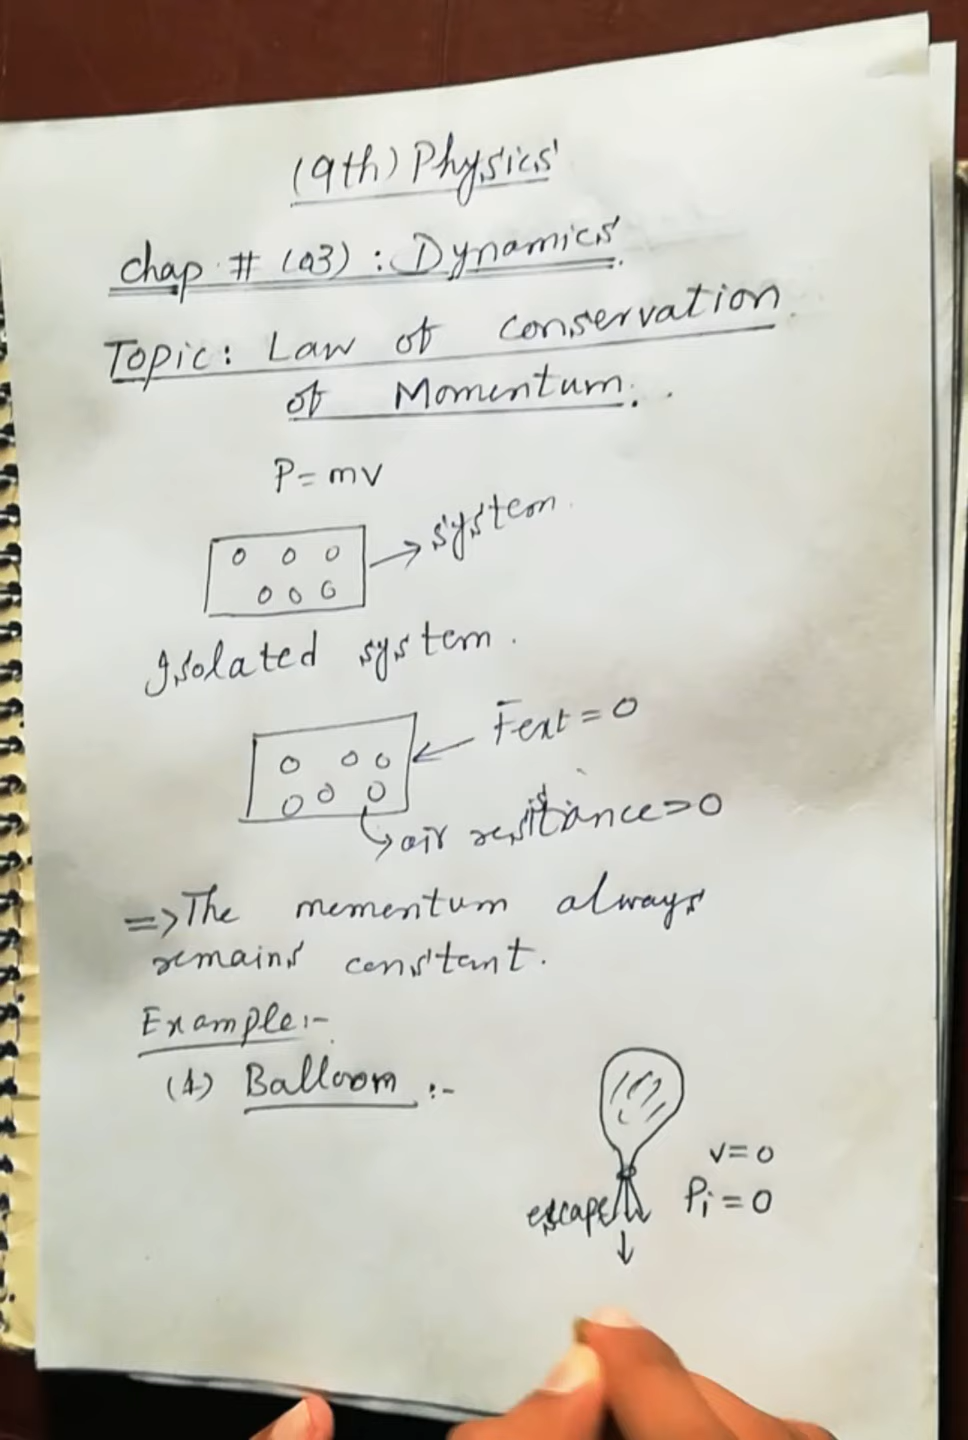 (9th) Physics
Chap # (03) : Dynamics.
Topic: Law of Conservation
of Momentum.
P = mv
system.
Isolated system.
Fext = 0
air resistance = 0
=> The mementum always
remains constant.
Example:-
(1) Balloom :-
v = 0
escape Pi = 0